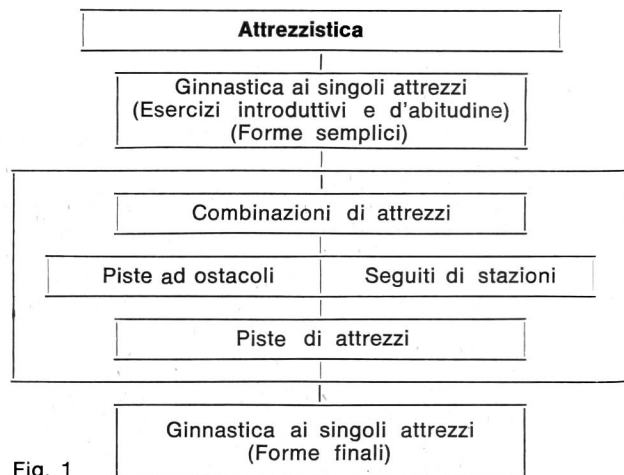 Attrezzistica
Ginnastica ai singoli attrezzi
(Esercizi introduttivi e d'abitudine)
(Forme semplici)
Combinazioni di attrezzi
Piste ad ostacoli Seguiti di stazioni
Piste di attrezzi
Ginnastica ai singoli attrezzi
(Forme finali)
Fig. 1